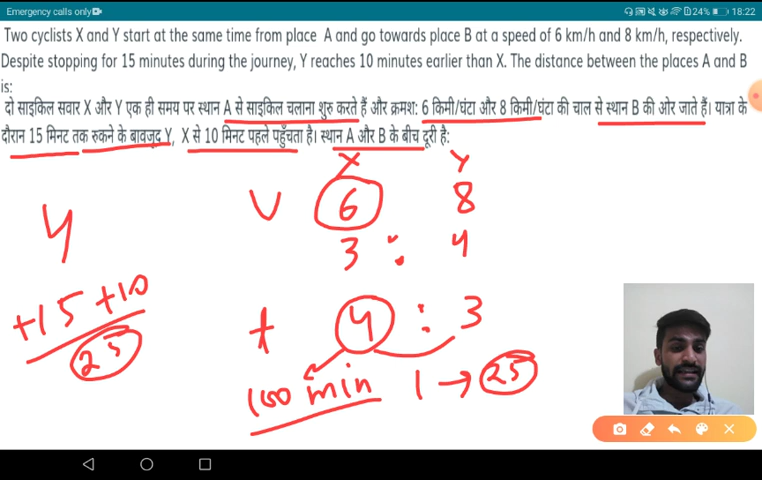 Emergency calls only
24% 18:22
Two cyclists X and Y start at the same time from place A and go towards place B at a speed of 6 km/h and 8 km/h, respectively.
Despite stopping for 15 minutes during the journey, Y reaches 10 minutes earlier than X. The distance between the places A and B
is:
दो साइकिल सवार X और Y एक ही समय पर स्थान A से साइकिल चलाना शुरू करते हैं और क्रमश: 6 किमी/घंटा और 8 किमी/घंटा की चाल से स्थान B की ओर जाते हैं। यात्रा के
दौरान 15 मिनट तक रुकने के बावजूद Y, X से 10 मिनट पहले पहुँचता है। स्थान A और B के बीच दूरी है:
X Y
V 6 8
3 : 4
Y
+15 +10
25
t 4 : 3
100 min 1 → 25